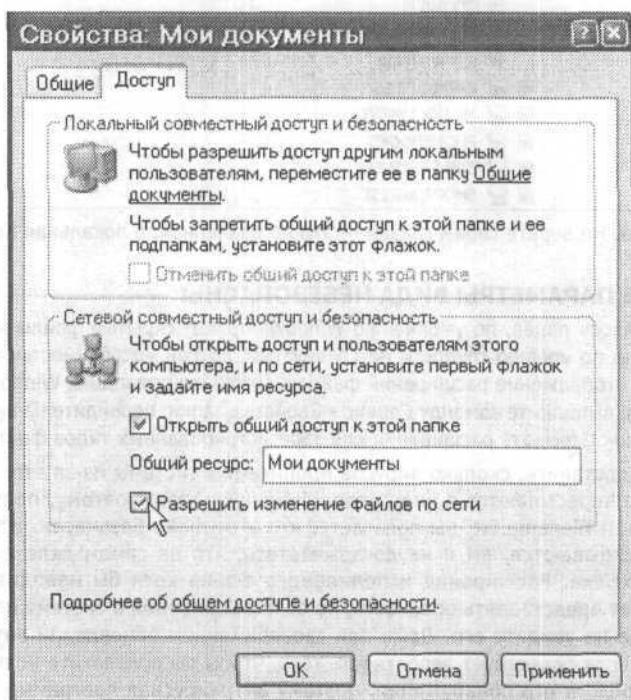 Свойства: Мои документы
Общие
Доступ
Локальный совместный доступ и безопасность
Чтобы разрешить доступ другим локальным
пользователям, переместите ее в папку Общие
документы.
Чтобы запретить общий доступ к этой папке и ее
подпапкам, установите этот флажок.
Отменить общий доступ к этой папке
Сетевой совместный доступ и безопасность
Чтобы открыть доступ и пользователям этого
компьютера, и по сети, установите первый флажок
и задайте имя ресурса.
Открыть общий доступ к этой папке
Общий ресурс: Мои документы
Разрешить изменение файлов по сети
Подробнее об общем доступе и безопасности.
ОК
Отмена
Применить